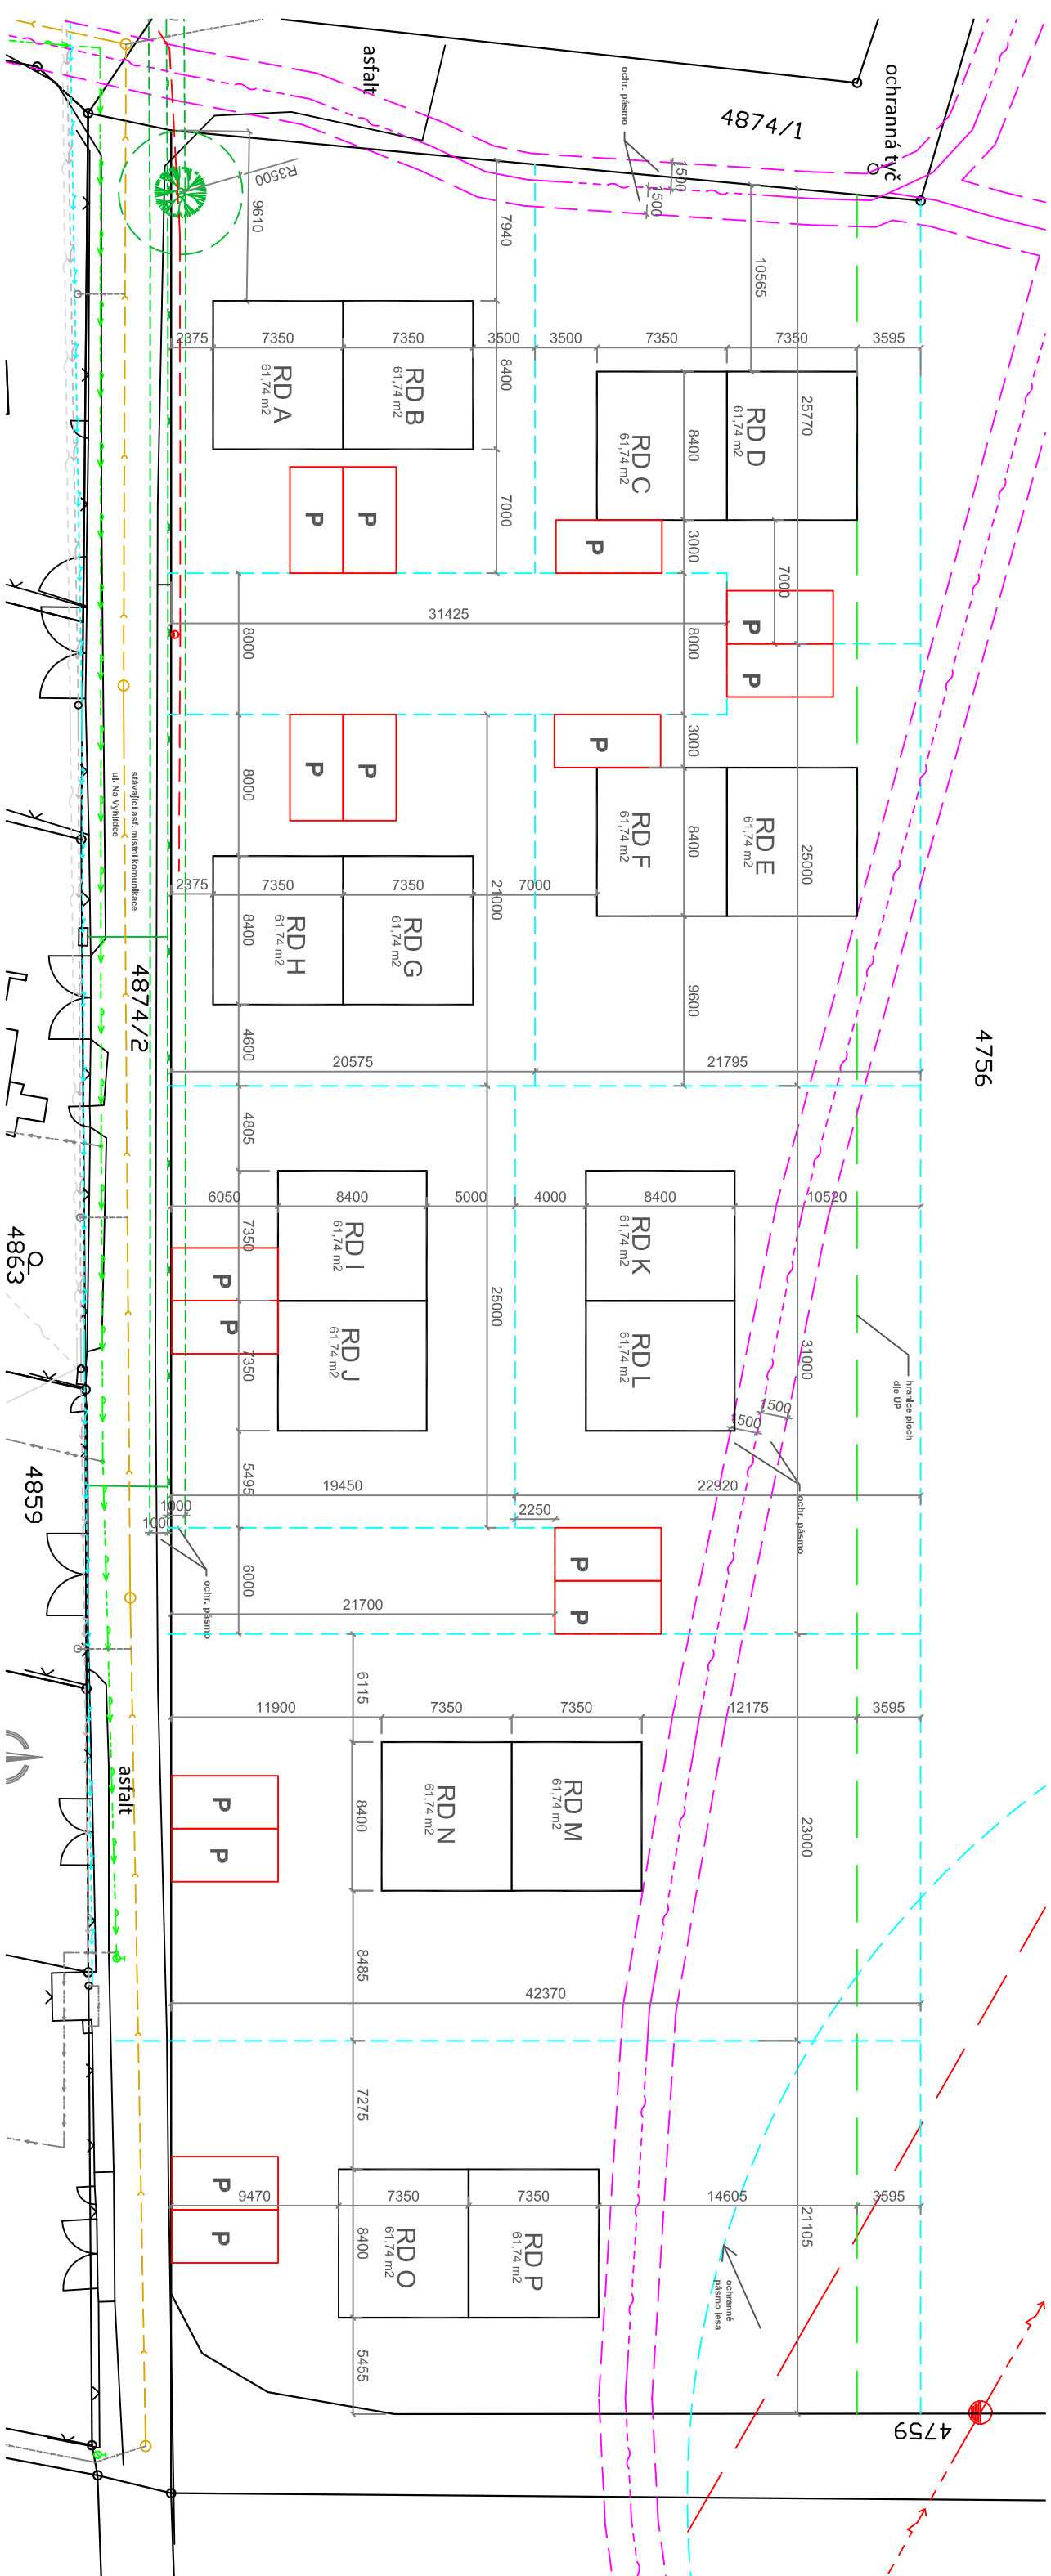 asfalt
ochr. pásmo
4874/1
ochranná tyč
R3500
9610
7940
1500
1500
10565
2375
7350
7350
3500
3500
7350
7350
3595
RD A
61,74 m2
RD B
61,74 m2
8400
RD C
61,74 m2
8400
RD D
61,74 m2
25770
P
P
7000
P
3000
7000
31425
8000
8000
P
P
P
P
P
3000
8000
stávající asf. místní komunikace
ul. Na Vyhlídce
RD F
61,74 m2
8400
RD E
61,74 m2
25000
2375
7350
7350
21000
7000
8400
RD H
61,74 m2
RD G
61,74 m2
9600
4874/2
4756
4600
20575
21795
4805
6050
8400
5000
4000
8400
10520
7350
RD I
61,74 m2
RD K
61,74 m2
4863
P
P
25000
7350
RD J
61,74 m2
RD L
61,74 m2
31000
hranice ploch
dle ÚP
1500
1500
4859
5495
19450
22920
1000
1000
2250
ochr. pásmo
ochr. pásmo
6000
P
P
21700
6115
11900
7350
7350
12175
3595
asfalt
P
P
8400
RD N
61,74 m2
RD M
61,74 m2
23000
8485
42370
7275
P
P
9470
7350
7350
14605
3595
21105
8400
RD O
61,74 m2
RD P
61,74 m2
ochranné
pásmo lesa
5455
4759